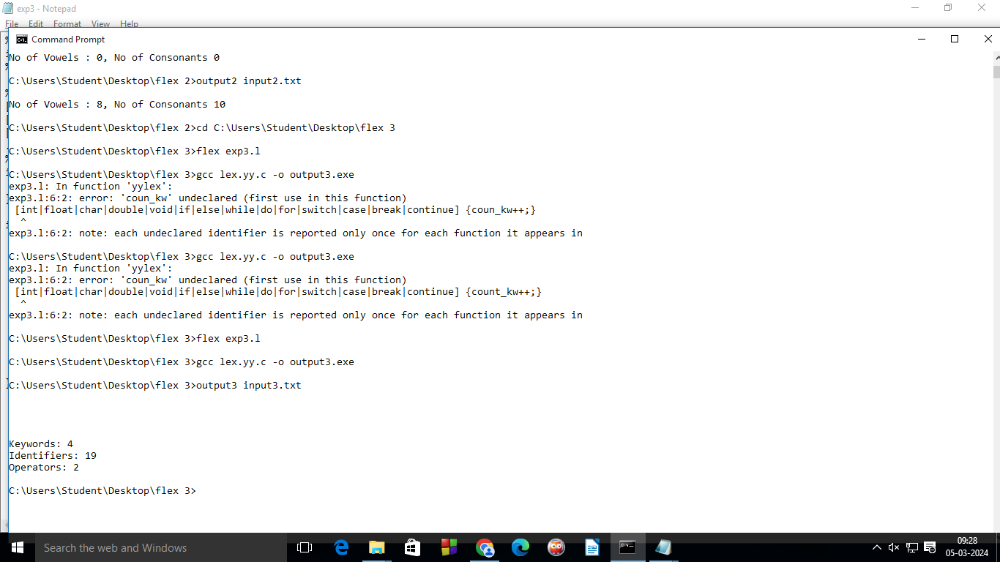 exp3 - Notepad
File Edit Format View Help
Command Prompt
No of Vowels : 0, No of Consonants 0
C:\Users\Student\Desktop\flex 2>output2 input2.txt
No of Vowels : 8, No of Consonants 10
C:\Users\Student\Desktop\flex 2>cd C:\Users\Student\Desktop\flex 3
C:\Users\Student\Desktop\flex 3>flex exp3.l
C:\Users\Student\Desktop\flex 3>gcc lex.yy.c -o output3.exe
exp3.l: In function 'yylex':
exp3.l:6:2: error: 'coun_kw' undeclared (first use in this function)
[int|float|char|double|void|if|else|while|do|for|switch|case|break|continue] {coun_kw++;}
^
exp3.l:6:2: note: each undeclared identifier is reported only once for each function it appears in
C:\Users\Student\Desktop\flex 3>gcc lex.yy.c -o output3.exe
exp3.l: In function 'yylex':
exp3.l:6:2: error: 'coun_kw' undeclared (first use in this function)
[int|float|char|double|void|if|else|while|do|for|switch|case|break|continue] {count_kw++;}
^
exp3.l:6:2: note: each undeclared identifier is reported only once for each function it appears in
C:\Users\Student\Desktop\flex 3>flex exp3.l
C:\Users\Student\Desktop\flex 3>gcc lex.yy.c -o output3.exe
C:\Users\Student\Desktop\flex 3>output3 input3.txt
Keywords: 4
Identifiers: 19
Operators: 2
C:\Users\Student\Desktop\flex 3>
Search the web and Windows
09:28
05-03-2024